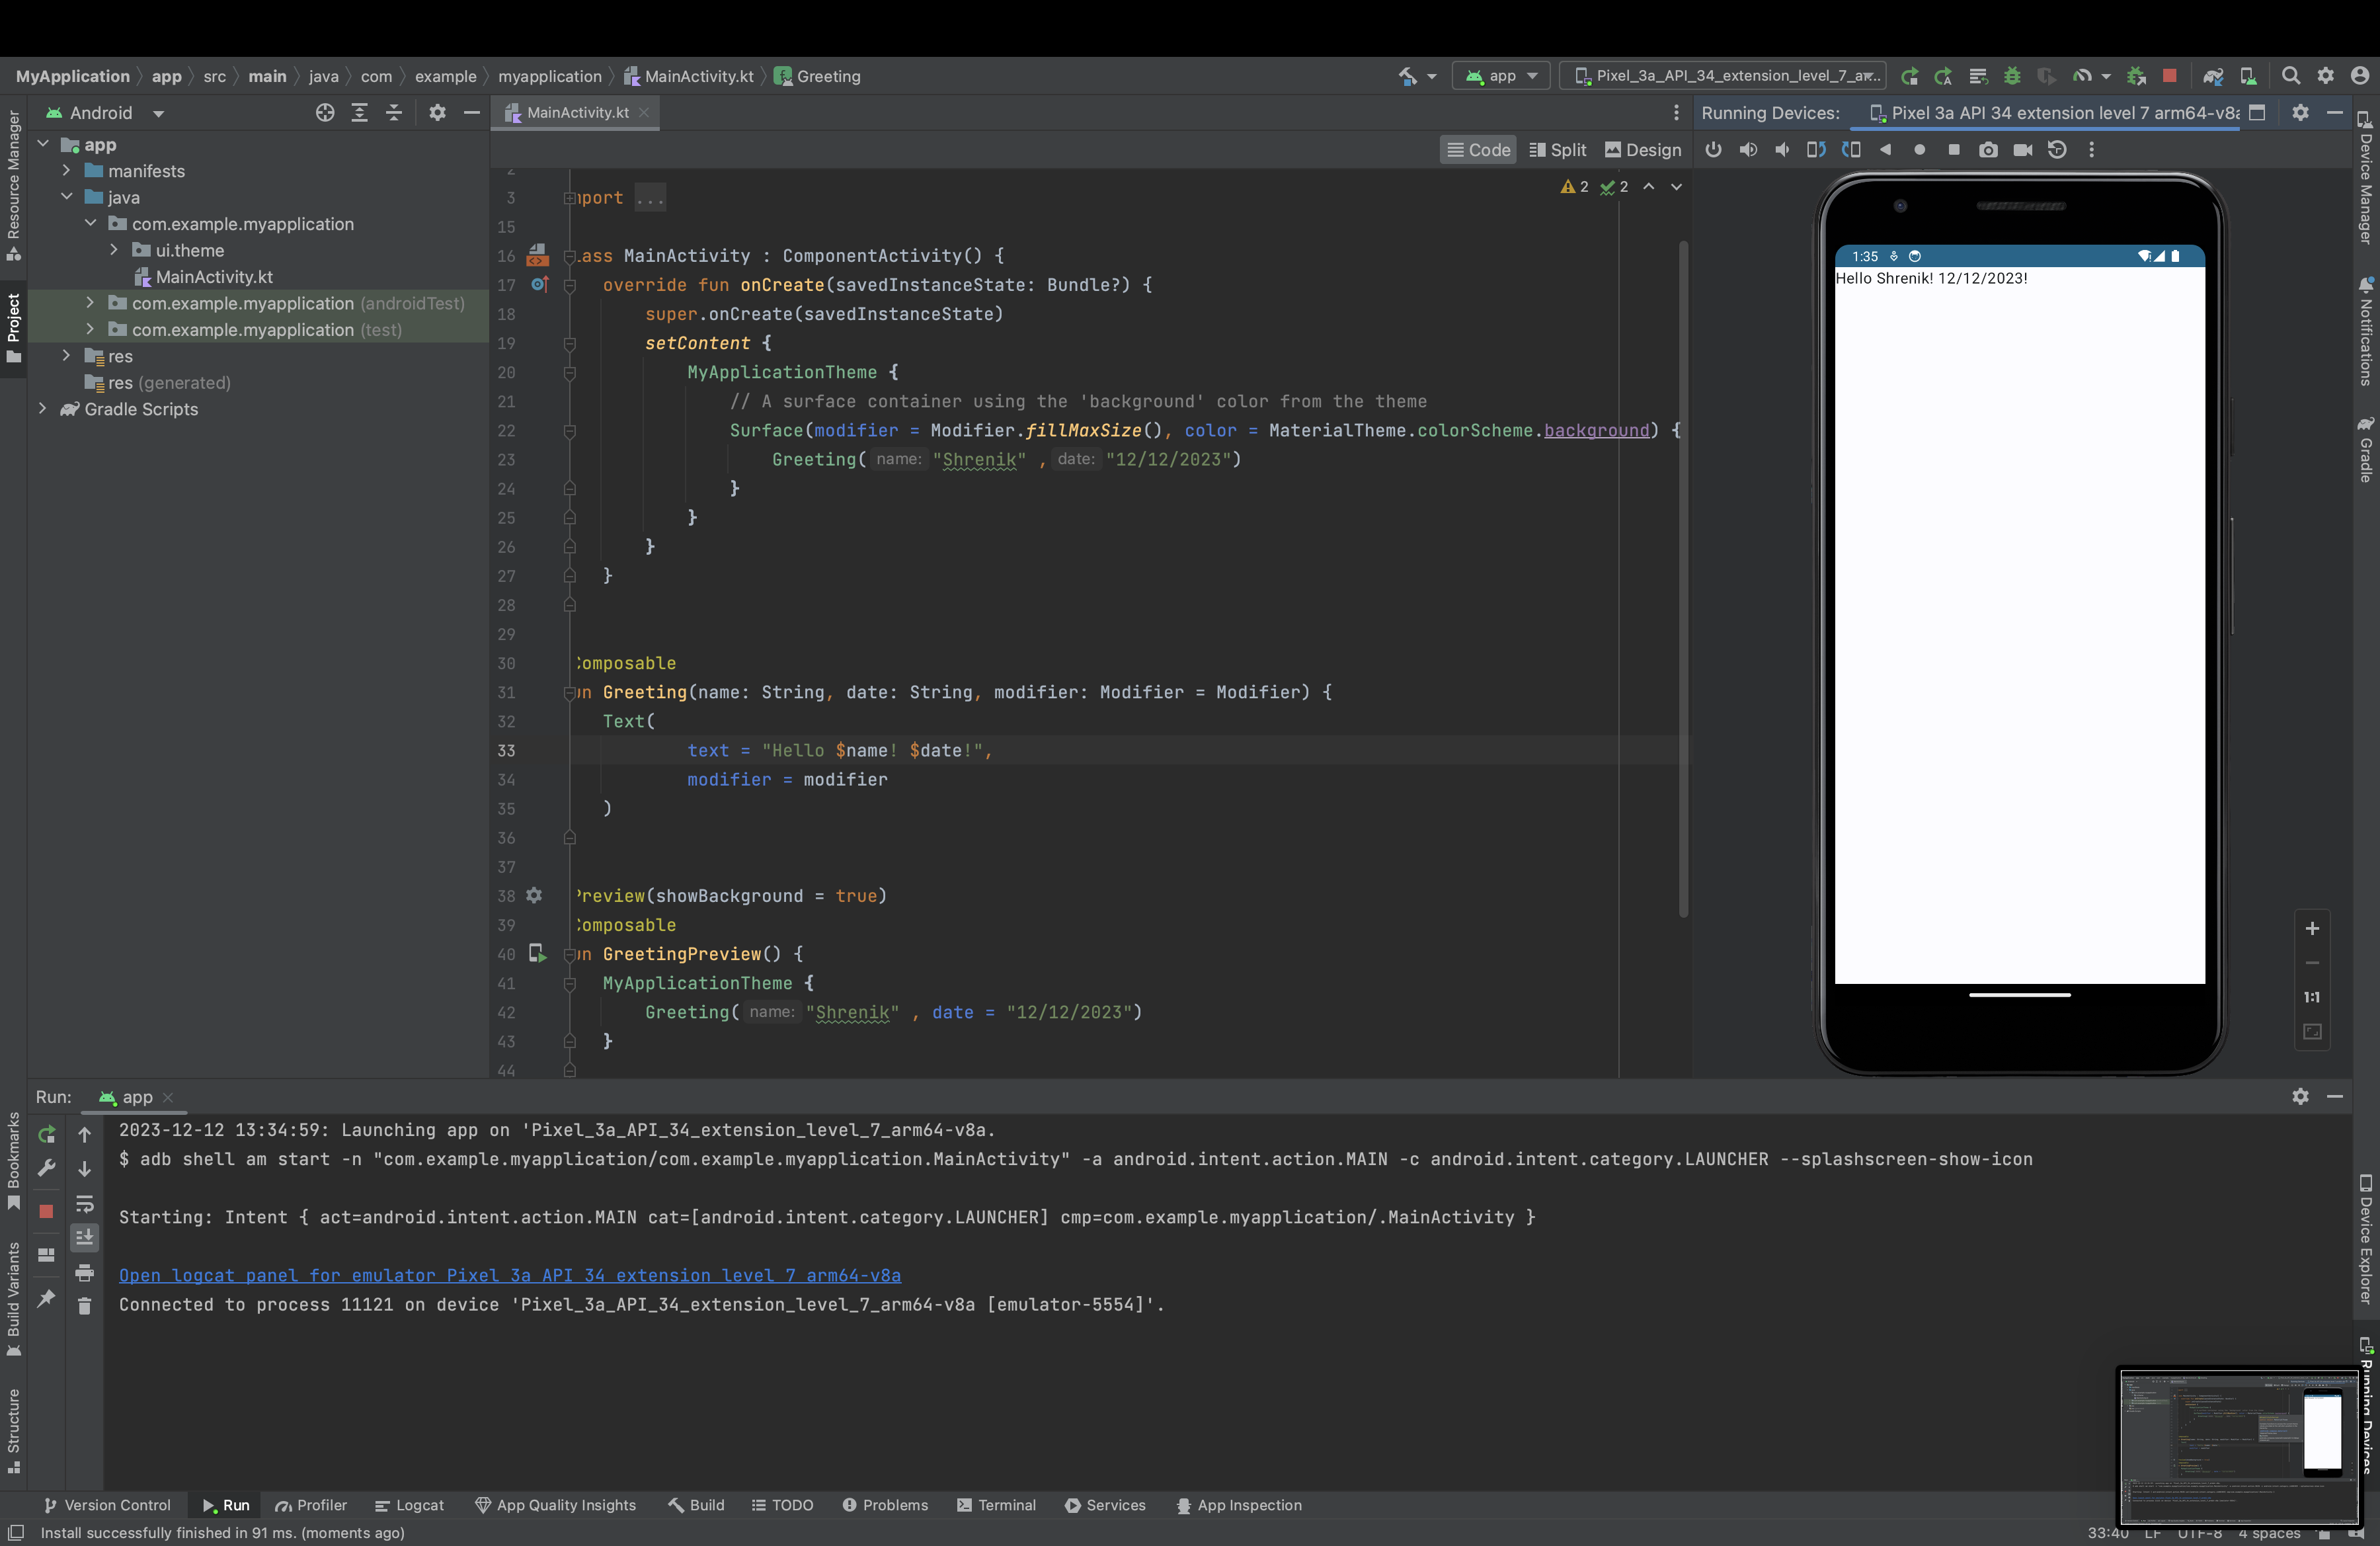 MyApplication app src main java com example myapplication MainActivity.kt Greeting
app Pixel_3a_API_34_extension_level_7_ar...
Android
MainActivity.kt
Running Devices: Pixel 3a API 34 extension level 7 arm64-v8a
Code Split Design
Resource Manager
Project
Bookmarks
Build Variants
Structure
app
manifests
java
com.example.myapplication
ui.theme
MainActivity.kt
com.example.myapplication (androidTest)
com.example.myapplication (test)
res
res (generated)
Gradle Scripts
2 2
2
3 mport ...
15
16 lass MainActivity : ComponentActivity() {
17 override fun onCreate(savedInstanceState: Bundle?) {
18 super.onCreate(savedInstanceState)
19 setContent {
20 MyApplicationTheme {
21 // A surface container using the 'background' color from the theme
22 Surface(modifier = Modifier.fillMaxSize(), color = MaterialTheme.colorScheme.background) {
23 Greeting( name: "Shrenik" , date: "12/12/2023")
24 }
25 }
26 }
27 }
28
29
30 Composable
31 un Greeting(name: String, date: String, modifier: Modifier = Modifier) {
32 Text(
33 text = "Hello $name! $date!",
34 modifier = modifier
35 )
36
37
38 Preview(showBackground = true)
39 Composable
40 un GreetingPreview() {
41 MyApplicationTheme {
42 Greeting( name: "Shrenik" , date = "12/12/2023")
43 }
44
1:35
Hello Shrenik! 12/12/2023!
1:1
Device Manager
Notifications
Gradle
Device Explorer
Running Devices
Run: app
2023-12-12 13:34:59: Launching app on 'Pixel_3a_API_34_extension_level_7_arm64-v8a.
$ adb shell am start -n "com.example.myapplication/com.example.myapplication.MainActivity" -a android.intent.action.MAIN -c android.intent.category.LAUNCHER --splashscreen-show-icon
Starting: Intent { act=android.intent.action.MAIN cat=[android.intent.category.LAUNCHER] cmp=com.example.myapplication/.MainActivity }
Open logcat panel for emulator Pixel 3a API 34 extension level 7 arm64-v8a
Connected to process 11121 on device 'Pixel_3a_API_34_extension_level_7_arm64-v8a [emulator-5554]'.
Version Control Run Profiler Logcat App Quality Insights Build TODO Problems Terminal Services App Inspection
Install successfully finished in 91 ms. (moments ago)
33:40 LF UTF-8 4 spaces